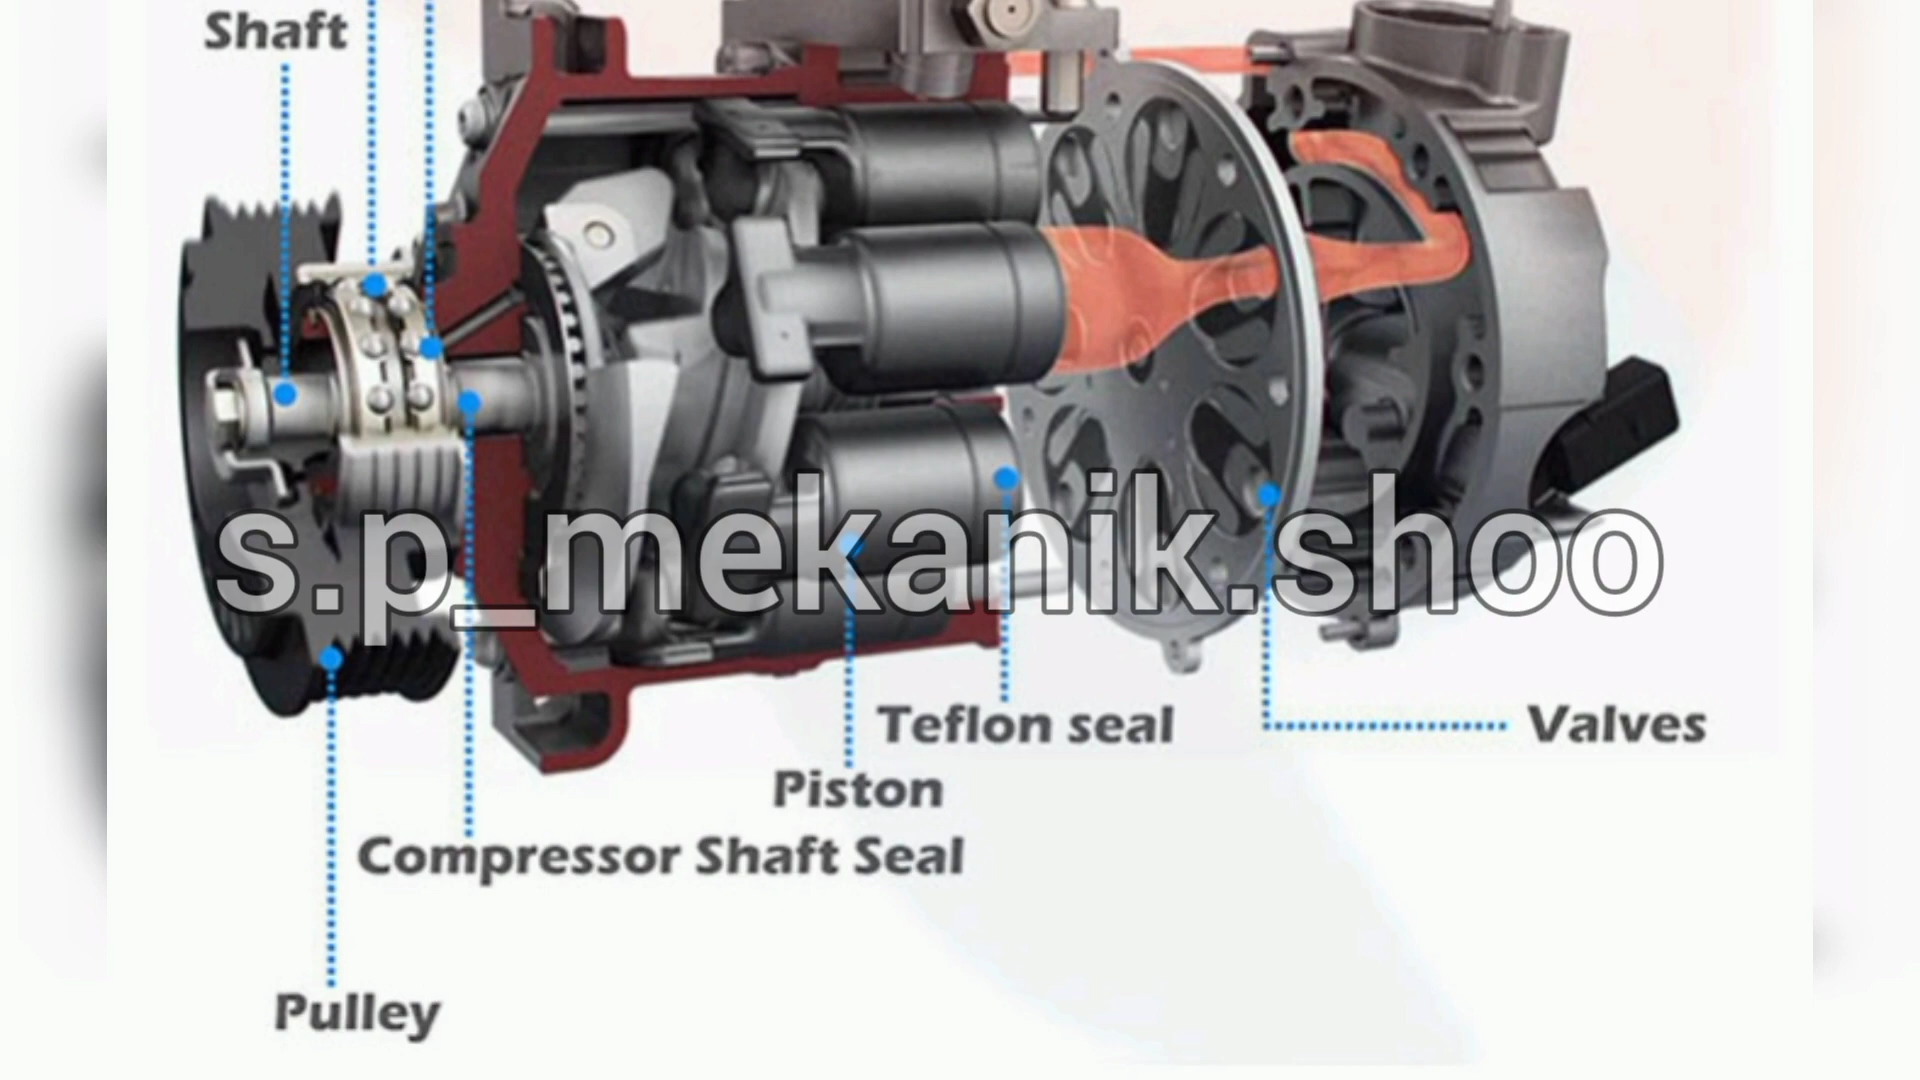 Shaft
s.p_mekanik.shoo
Teflon seal
Valves
Piston
Compressor Shaft Seal
Pulley